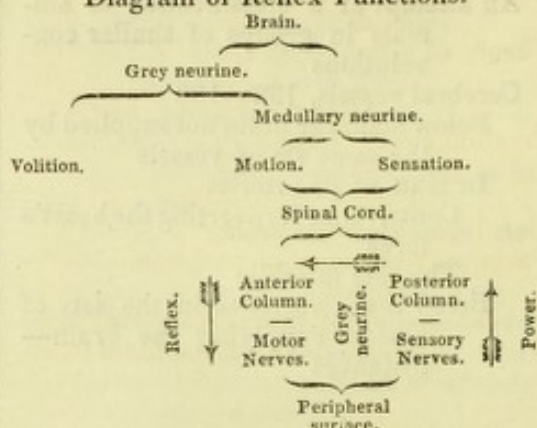 Diagram of Reflex Functions.
Brain.
Grey neurine.
Medullary neurine.
Volition. Motion. Sensation.
Spinal Cord.
Reflex.
Anterior Column.
—
Motor Nerves.
Grey neurine.
Posterior Column.
—
Sensory Nerves.
Power.
Peripheral
surface.